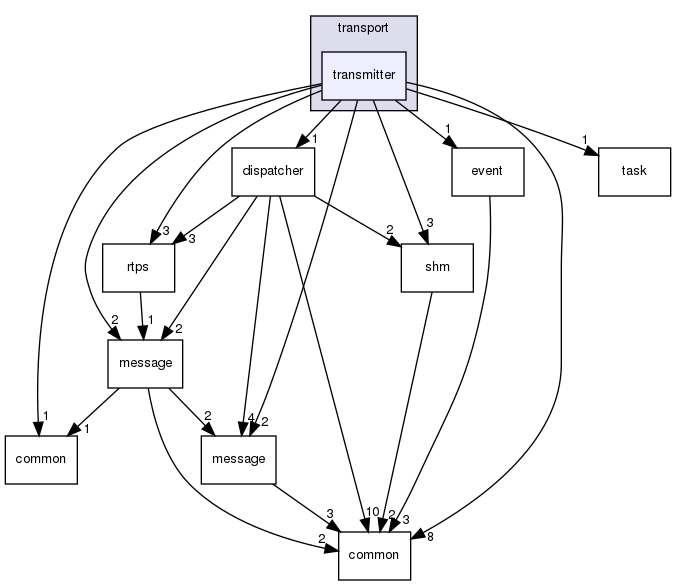 transport
transmitter
1
1
1
dispatcher
event
task
3
3
2
3
rtps
shm
2
1
2
message
1
1
2
4
2
common
message
3
10
2
3
2
8
common